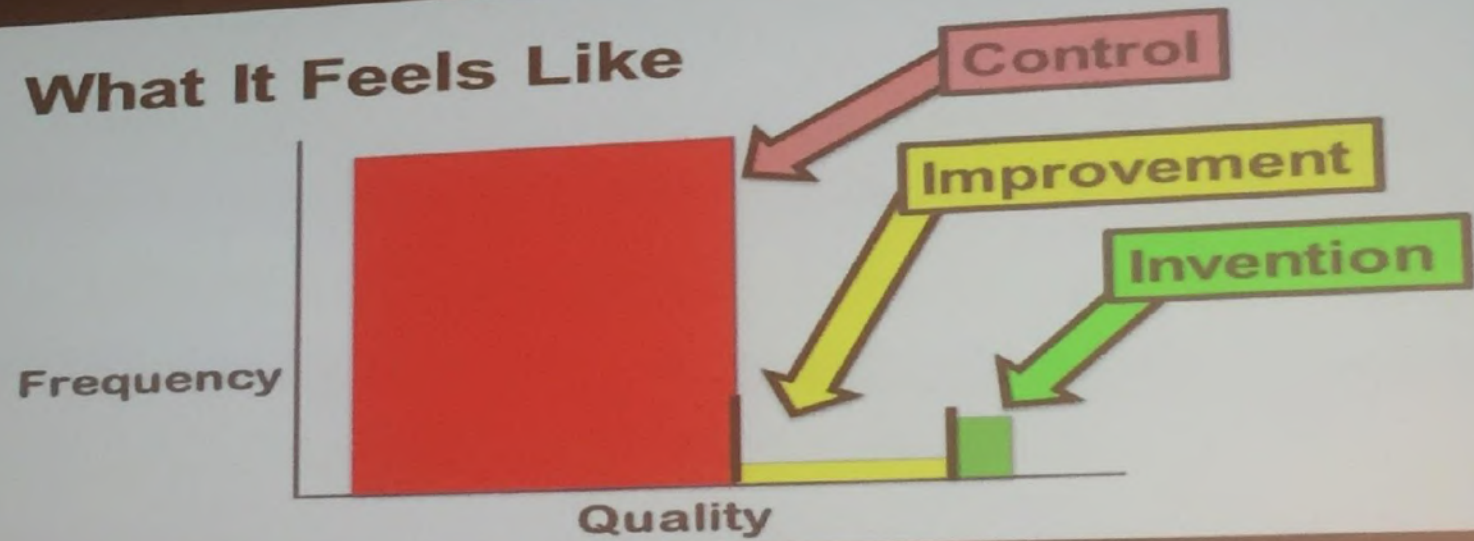 What It Feels Like
Control
Improvement
Invention
Frequency
Quality